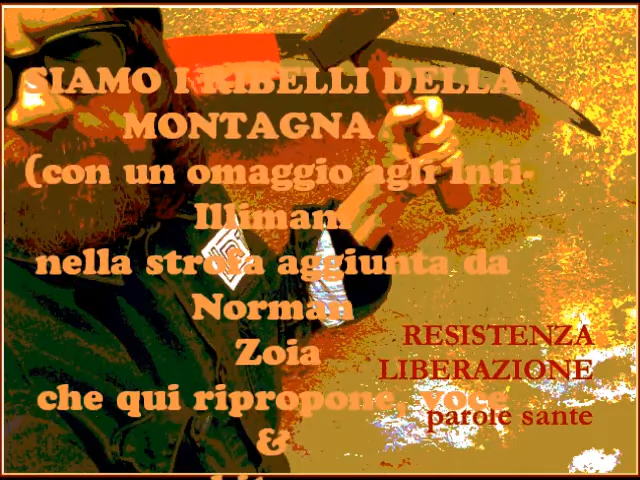 SIAMO I RIBELLI DELLA
MONTAGNA
(con un omaggio agli Inti-
Illimani
nella strofa aggiunta da
Norman
Zoia
che qui ripropone, voce
&
RESISTENZA
LIBERAZIONE
parole sante